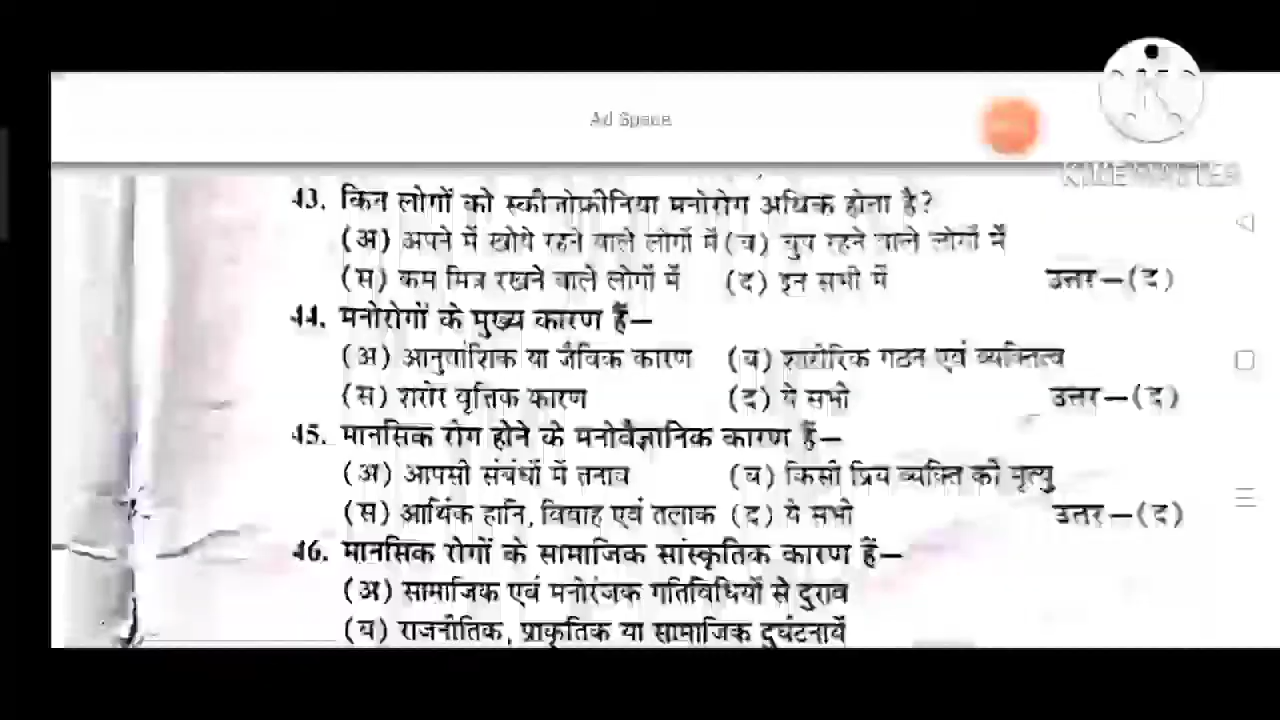 Ad Space
KINEMASTER
43. किन लोगों को स्कीजोफ्रीनिया मनोरोग अधिक होता है?
(अ) अपने में खोये रहने वाले लोगों में (ब) चुप रहने वाले लोगों में
(स) कम मित्र रखने वाले लोगों में (द) इन सभी में उत्तर–(द)
44. मनोरोगों के मुख्य कारण हैं–
(अ) आनुवांशिक या जैविक कारण (ब) शारीरिक गठन एवं व्यक्तित्व
(स) शरीर वृत्तिक कारण (द) ये सभी उत्तर–(द)
45. मानसिक रोग होने के मनोवैज्ञानिक कारण हैं–
(अ) आपसी संबंधों में तनाव (ब) किसी प्रिय व्यक्ति की मृत्यु
(स) आर्थिक हानि, विवाह एवं तलाक (द) ये सभी उत्तर–(द)
46. मानसिक रोगों के सामाजिक सांस्कृतिक कारण हैं–
(अ) सामाजिक एवं मनोरंजक गतिविधियों से दुराव
(ब) राजनीतिक, प्राकृतिक या सामाजिक दुर्घटनायें